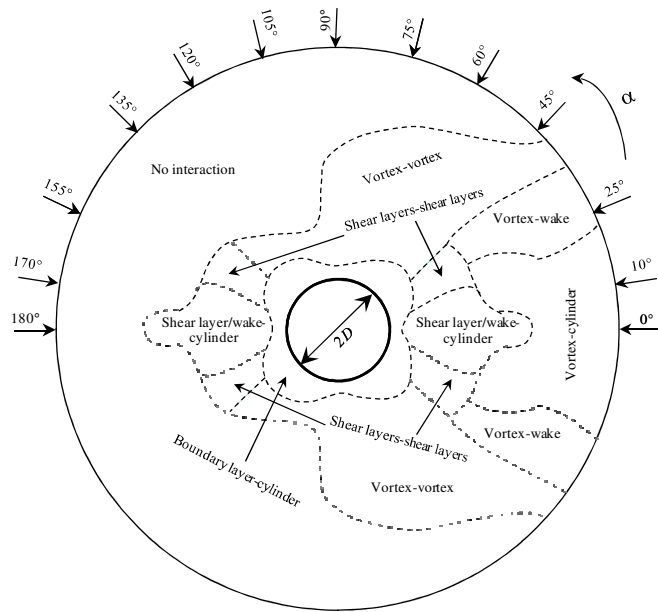 90°
105°
75°
120°
60°
135°
45°
α
155°
25°
170°
10°
180°
0°
No interaction
Vortex-vortex
Shear layers-shear layers
Vortex-wake
Shear layer/wake-
cylinder
2D
Shear layer/wake-
cylinder
Vortex-cylinder
Shear layers-shear layers
Vortex-wake
Boundary layer-cylinder
Vortex-vortex